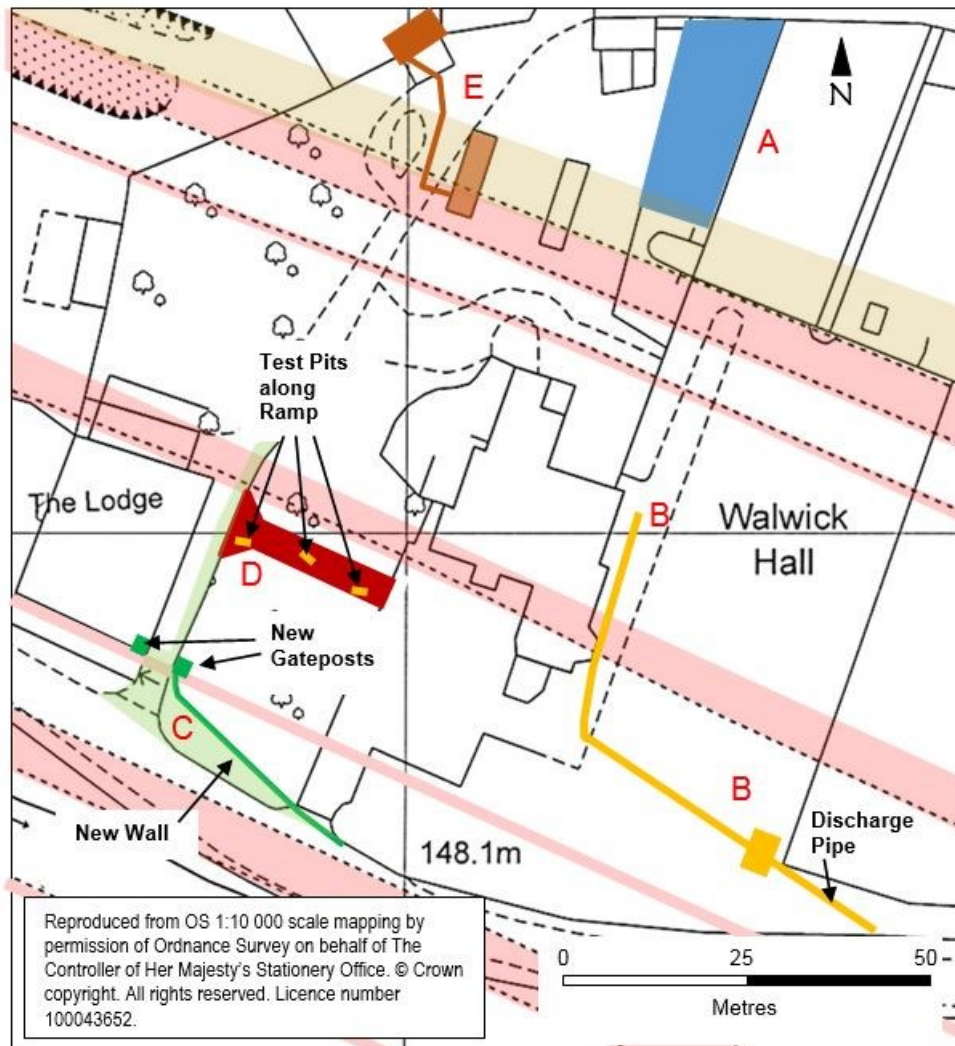 E
A
N
Test Pits
along
Ramp
The Lodge
B
Walwick
Hall
D
New
Gateposts
C
B
New Wall
Discharge
Pipe
148.1m
Reproduced from OS 1:10 000 scale mapping by
permission of Ordnance Survey on behalf of The
Controller of Her Majesty's Stationery Office. © Crown
copyright. All rights reserved. Licence number
100043652.
0 25 50
Metres